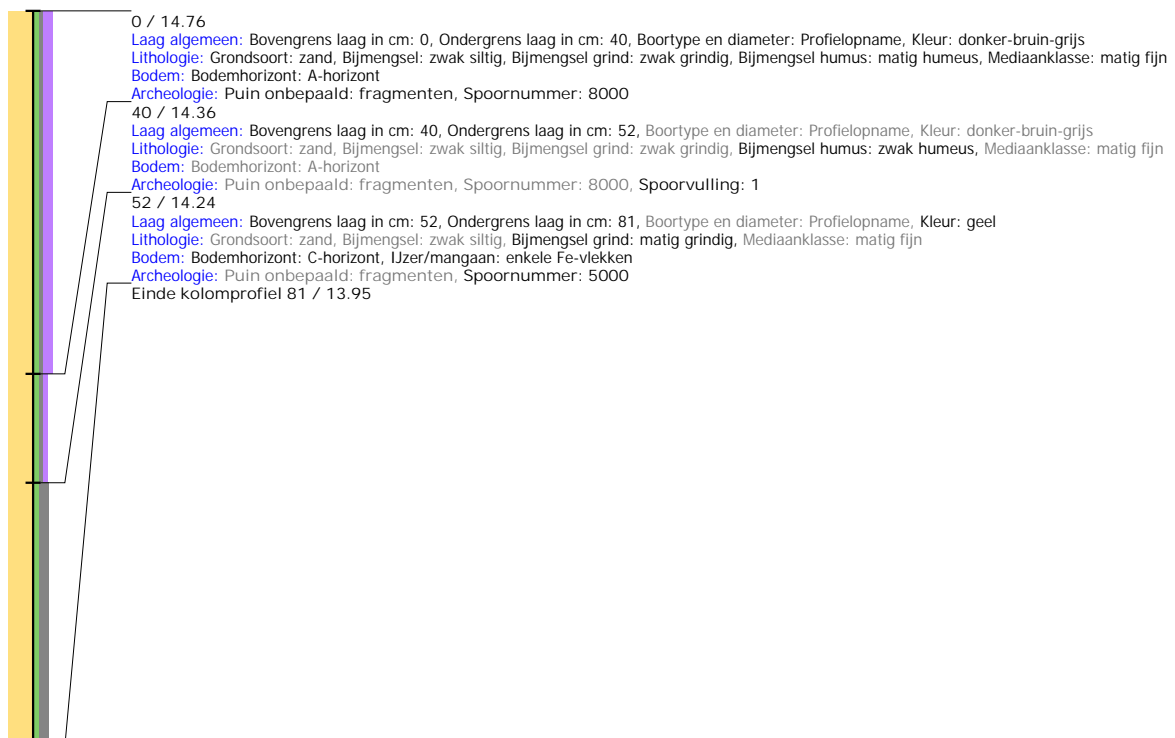 0 / 14.76
Laag algemeen: Bovengrens laag in cm: 0, Ondergrens laag in cm: 40, Boortype en diameter: Profielopname, Kleur: donker-bruin-grijs
Lithologie: Grondsoort: zand, Bijmengsel: zwak siltig, Bijmengsel grind: zwak grindig, Bijmengsel humus: matig humeus, Mediaanklasse: matig fijn
Bodem: Bodemhorizont: A-horizont
Archeologie: Puin onbepaald: fragmenten, Spoornummer: 8000
40 / 14.36
Laag algemeen: Bovengrens laag in cm: 40, Ondergrens laag in cm: 52, Boortype en diameter: Profielopname, Kleur: donker-bruin-grijs
Lithologie: Grondsoort: zand, Bijmengsel: zwak siltig, Bijmengsel grind: zwak grindig, Bijmengsel humus: zwak humeus, Mediaanklasse: matig fijn
Bodem: Bodemhorizont: A-horizont
Archeologie: Puin onbepaald: fragmenten, Spoornummer: 8000, Spoorvulling: 1
52 / 14.24
Laag algemeen: Bovengrens laag in cm: 52, Ondergrens laag in cm: 81, Boortype en diameter: Profielopname, Kleur: geel
Lithologie: Grondsoort: zand, Bijmengsel: zwak siltig, Bijmengsel grind: matig grindig, Mediaanklasse: matig fijn
Bodem: Bodemhorizont: C-horizont, IJzer/mangaan: enkele Fe-vlekken
Archeologie: Puin onbepaald: fragmenten, Spoornummer: 5000
Einde kolomprofiel 81 / 13.95